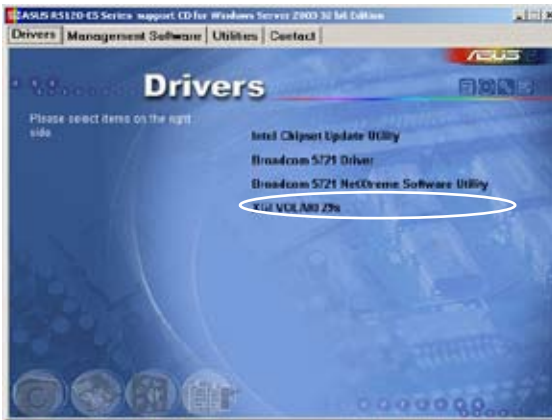 ASUS RS120-E5 Series support CD for Windows Server 2003 32 bit Edition
Drivers Management Software Utilities Contact
ASUS
Drivers
Please select items on the right side.
Intel Chipset Update Utility
Broadcom 5721 Driver
Broadcom 5721 NetXtreme Software Utility
XGI VOLARI Z9s